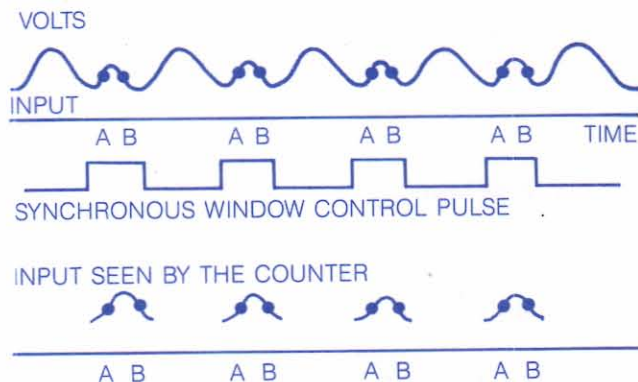 VOLTS
INPUT
A B A B A B A B TIME
SYNCHRONOUS WINDOW CONTROL PULSE
INPUT SEEN BY THE COUNTER
A B A B A B A B